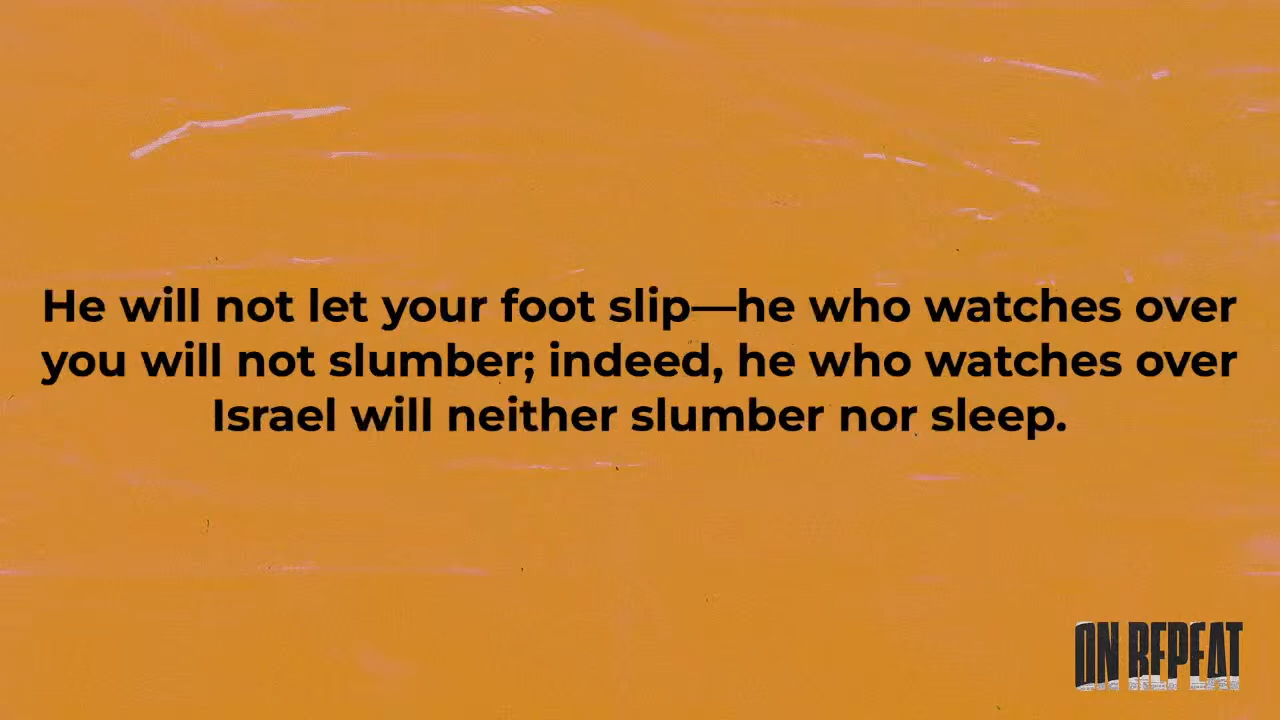 He will not let your foot slip—he who watches over
you will not slumber; indeed, he who watches over
Israel will neither slumber nor sleep.
ON REPEAT